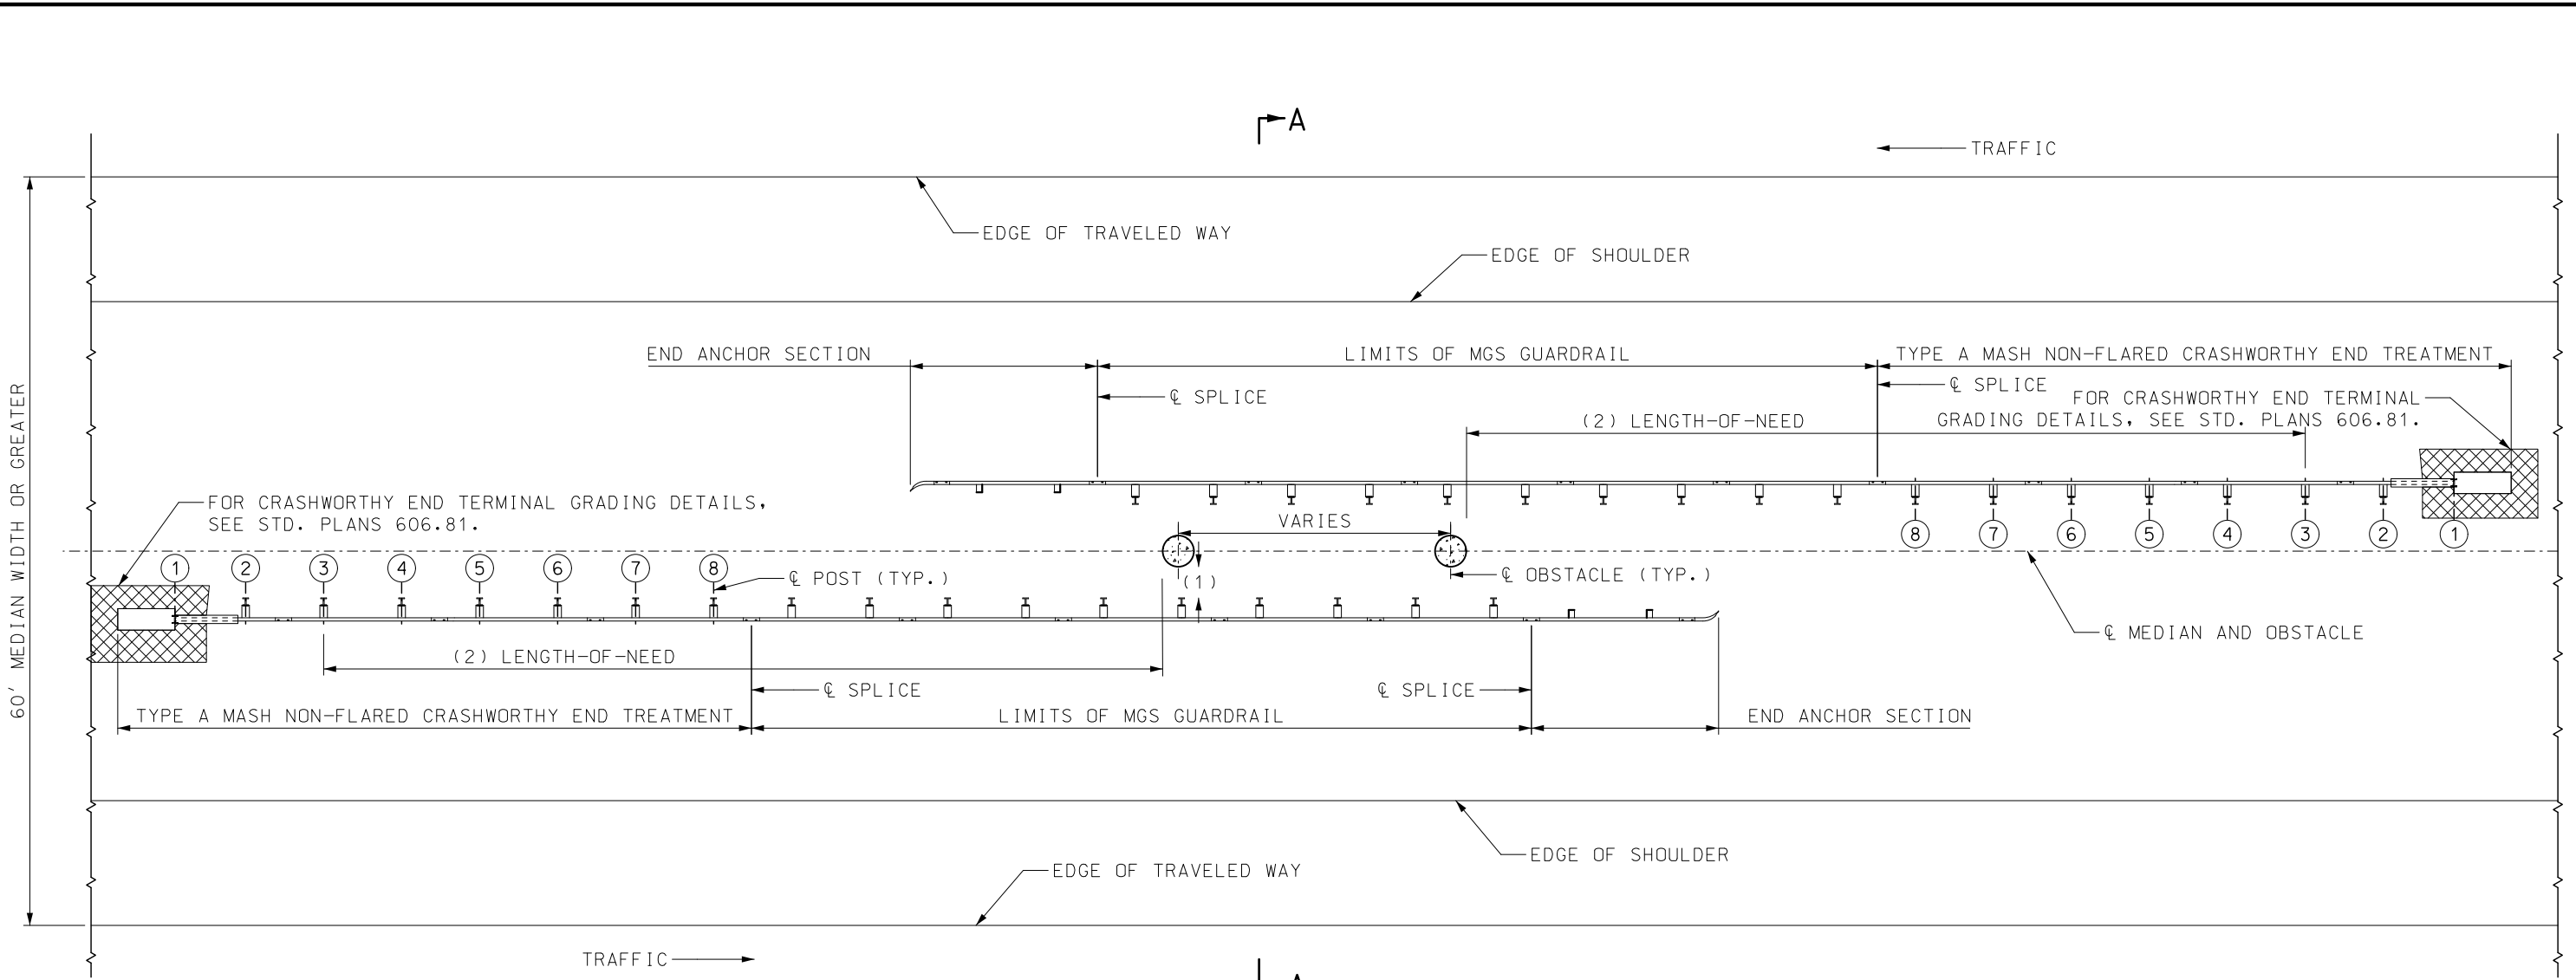 A
TRAFFIC
EDGE OF TRAVELED WAY
EDGE OF SHOULDER
END ANCHOR SECTION
LIMITS OF MGS GUARDRAIL
TYPE A MASH NON-FLARED CRASHWORTHY END TREATMENT
℄ SPLICE
℄ SPLICE
FOR CRASHWORTHY END TERMINAL
GRADING DETAILS, SEE STD. PLANS 606.81.
(2) LENGTH-OF-NEED
60' MEDIAN WIDTH OR GREATER
FOR CRASHWORTHY END TERMINAL GRADING DETAILS,
SEE STD. PLANS 606.81.
VARIES
8 7 6 5 4 3 2 1
1 2 3 4 5 6 7 8
℄ POST (TYP.)
(1)
℄ OBSTACLE (TYP.)
℄ MEDIAN AND OBSTACLE
(2) LENGTH-OF-NEED
℄ SPLICE
℄ SPLICE
TYPE A MASH NON-FLARED CRASHWORTHY END TREATMENT
LIMITS OF MGS GUARDRAIL
END ANCHOR SECTION
EDGE OF SHOULDER
EDGE OF TRAVELED WAY
TRAFFIC
A